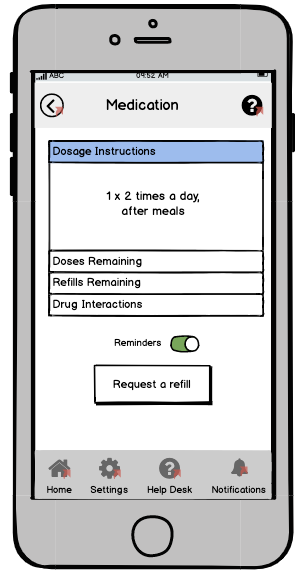 ABC 09:52 AM
Medication ?
Dosage Instructions
1 x 2 times a day,
after meals
Doses Remaining
Refills Remaining
Drug Interactions
Reminders
Request a refill
?
Home Settings Help Desk Notifications